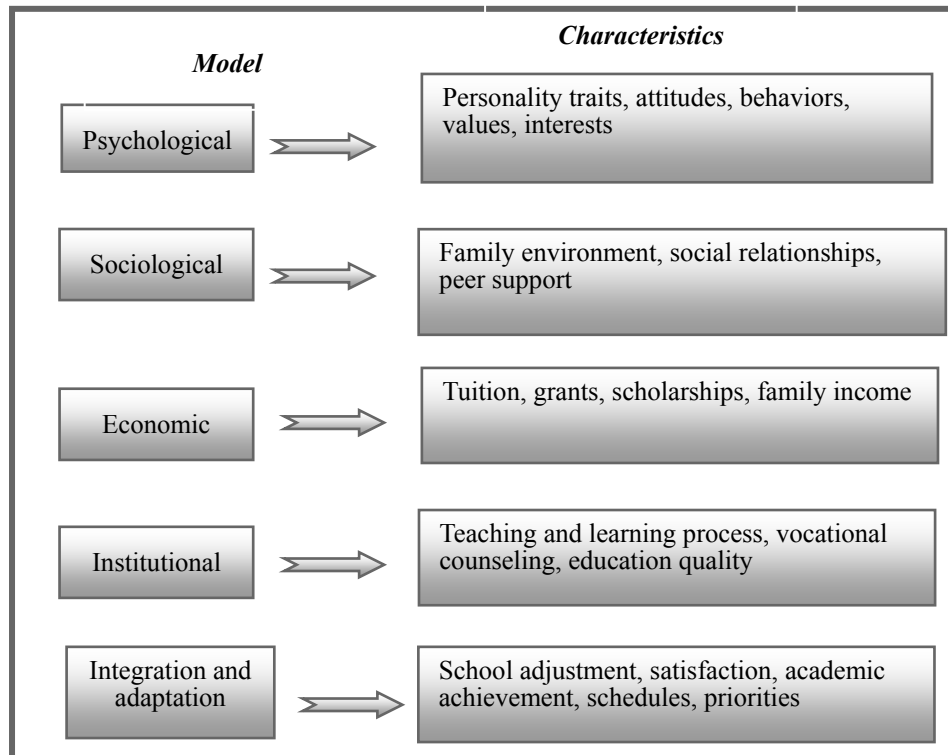 Model
Characteristics
Psychological
Personality traits, attitudes, behaviors,
values, interests
Sociological
Family environment, social relationships,
peer support
Economic
Tuition, grants, scholarships, family income
Institutional
Teaching and learning process, vocational
counseling, education quality
Integration and
adaptation
School adjustment, satisfaction, academic
achievement, schedules, priorities